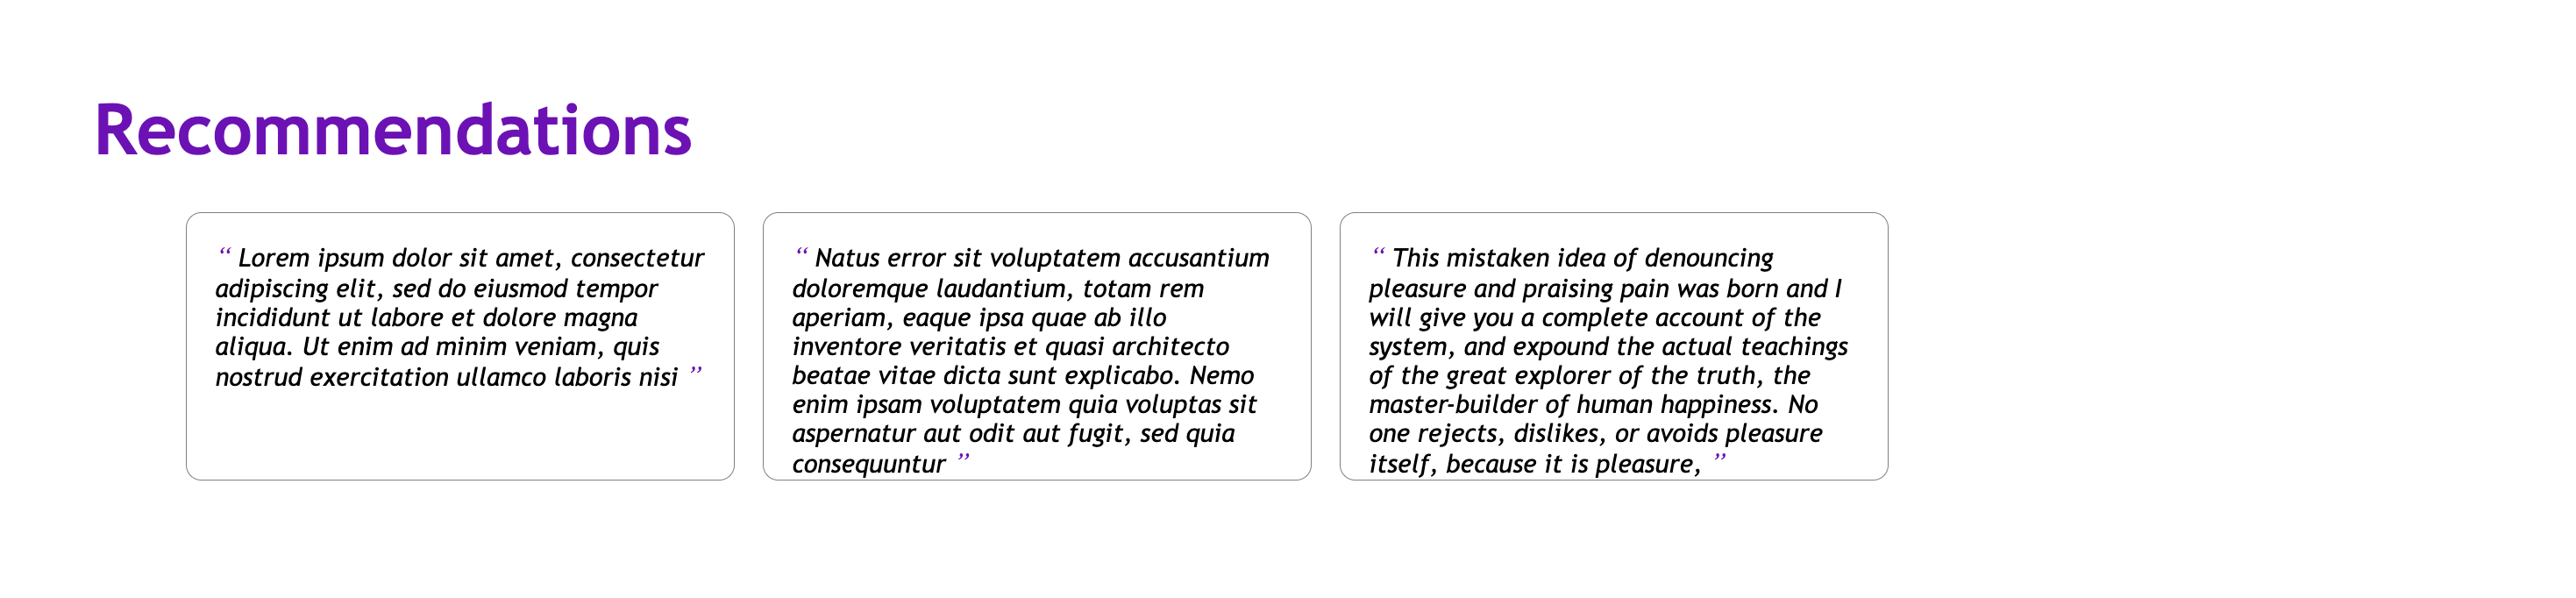 Recommendations
“ Lorem ipsum dolor sit amet, consectetur
adipiscing elit, sed do eiusmod tempor
incididunt ut labore et dolore magna
aliqua. Ut enim ad minim veniam, quis
nostrud exercitation ullamco laboris nisi ”
“ Natus error sit voluptatem accusantium
doloremque laudantium, totam rem
aperiam, eaque ipsa quae ab illo
inventore veritatis et quasi architecto
beatae vitae dicta sunt explicabo. Nemo
enim ipsam voluptatem quia voluptas sit
aspernatur aut odit aut fugit, sed quia
consequuntur ”
“ This mistaken idea of denouncing
pleasure and praising pain was born and I
will give you a complete account of the
system, and expound the actual teachings
of the great explorer of the truth, the
master-builder of human happiness. No
one rejects, dislikes, or avoids pleasure
itself, because it is pleasure, ”